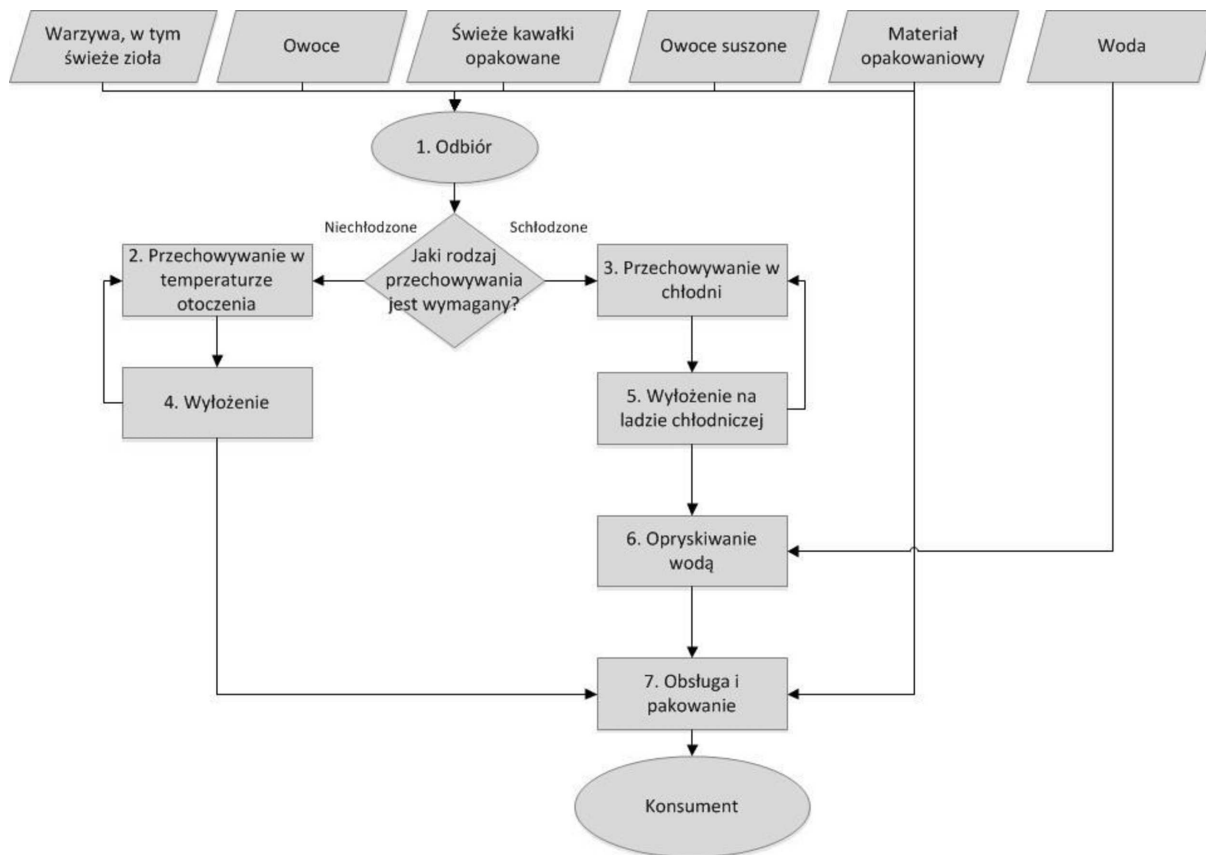 Warzywa, w tym
świeże zioła
Owoce
Świeże kawałki
opakowane
Owoce suszone
Materiał
opakowaniowy
Woda
1. Odbiór
Niechłodzone
Schłodzone
Jaki rodzaj
przechowywania
jest wymagany?
2. Przechowywanie w
temperaturze
otoczenia
3. Przechowywanie w
chłodni
4. Wyłożenie
5. Wyłożenie na
ladzie chłodniczej
6. Opryskiwanie
wodą
7. Obsługa i
pakowanie
Konsument